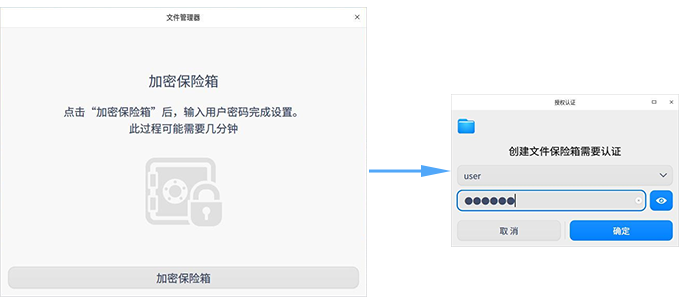 文件管理器
加密保险箱
点击“加密保险箱”后，输入用户密码完成设置。
此过程可能需要几分钟
加密保险箱
授权认证
创建文件保险箱需要认证
user
取 消
确定